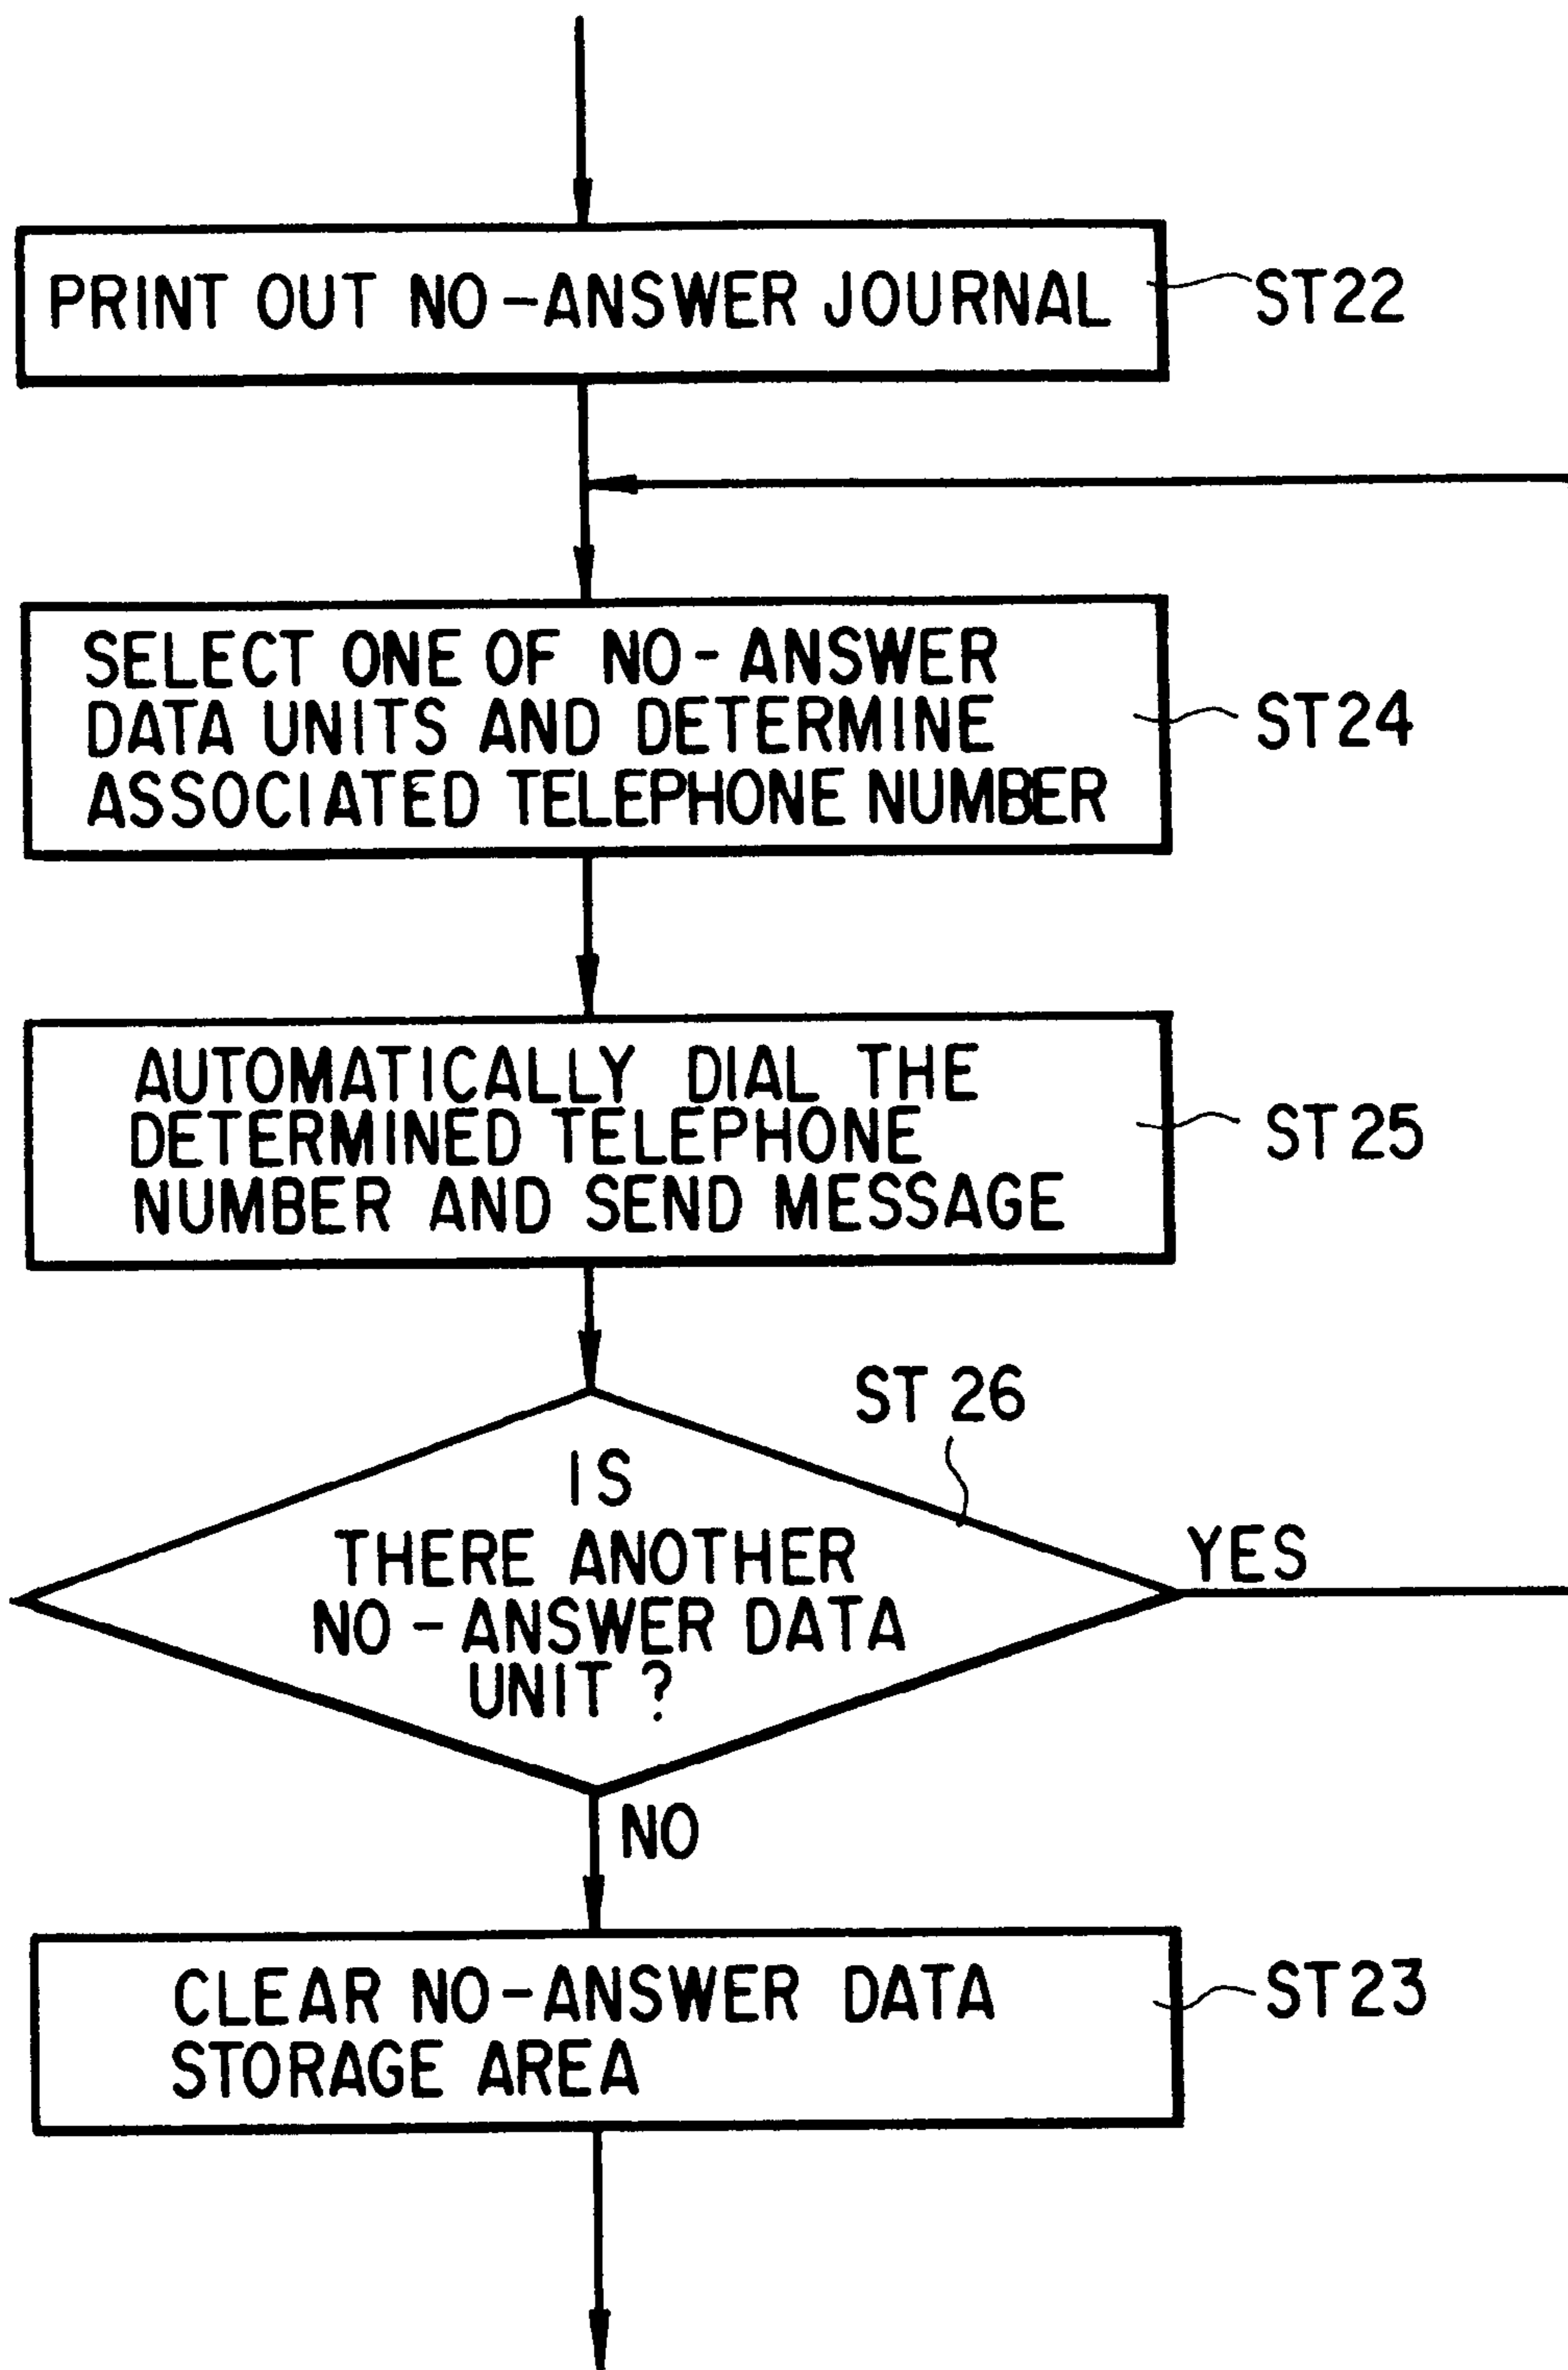 PRINT OUT NO-ANSWER JOURNAL
ST22
SELECT ONE OF NO-ANSWER
DATA UNITS AND DETERMINE
ASSOCIATED TELEPHONE NUMBER
ST24
AUTOMATICALLY DIAL THE
DETERMINED TELEPHONE
NUMBER AND SEND MESSAGE
ST25
ST26
IS
THERE ANOTHER
NO-ANSWER DATA
UNIT?
YES
NO
CLEAR NO-ANSWER DATA
STORAGE AREA
ST23